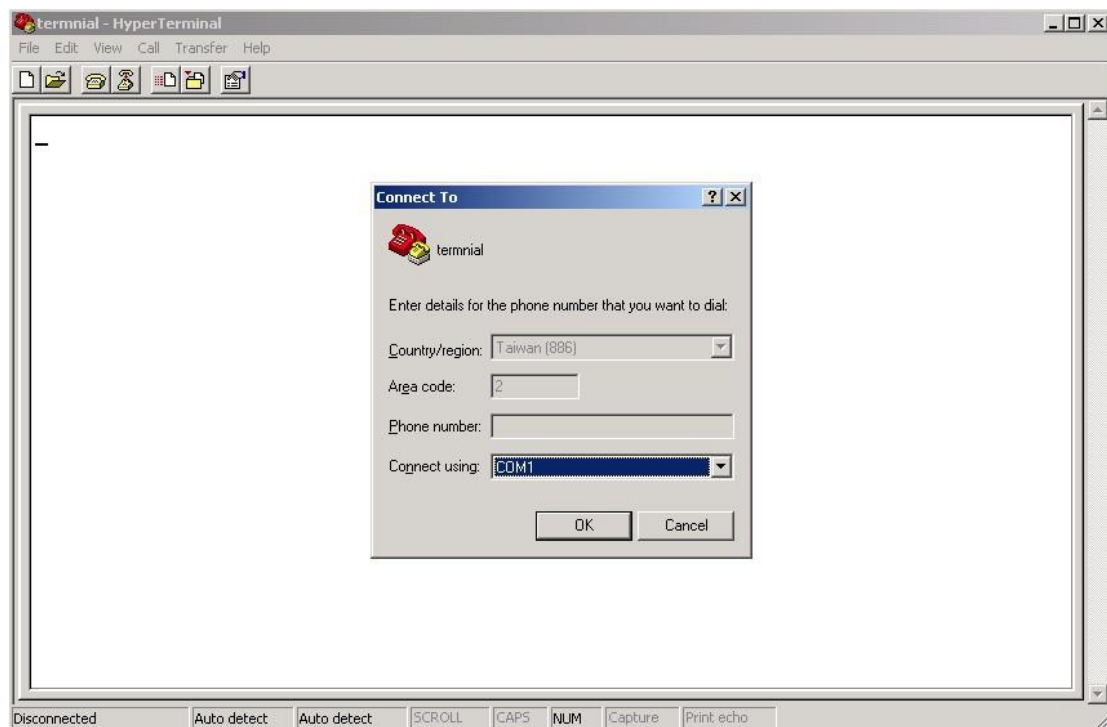 termnial - HyperTerminal
File Edit View Call Transfer Help
Connect To
termnial
Enter details for the phone number that you want to dial:
Country/region: Taiwan (886)
Area code: 2
Phone number:
Connect using: COM1
OK Cancel
Disconnected Auto detect Auto detect SCROLL CAPS NUM Capture Print echo